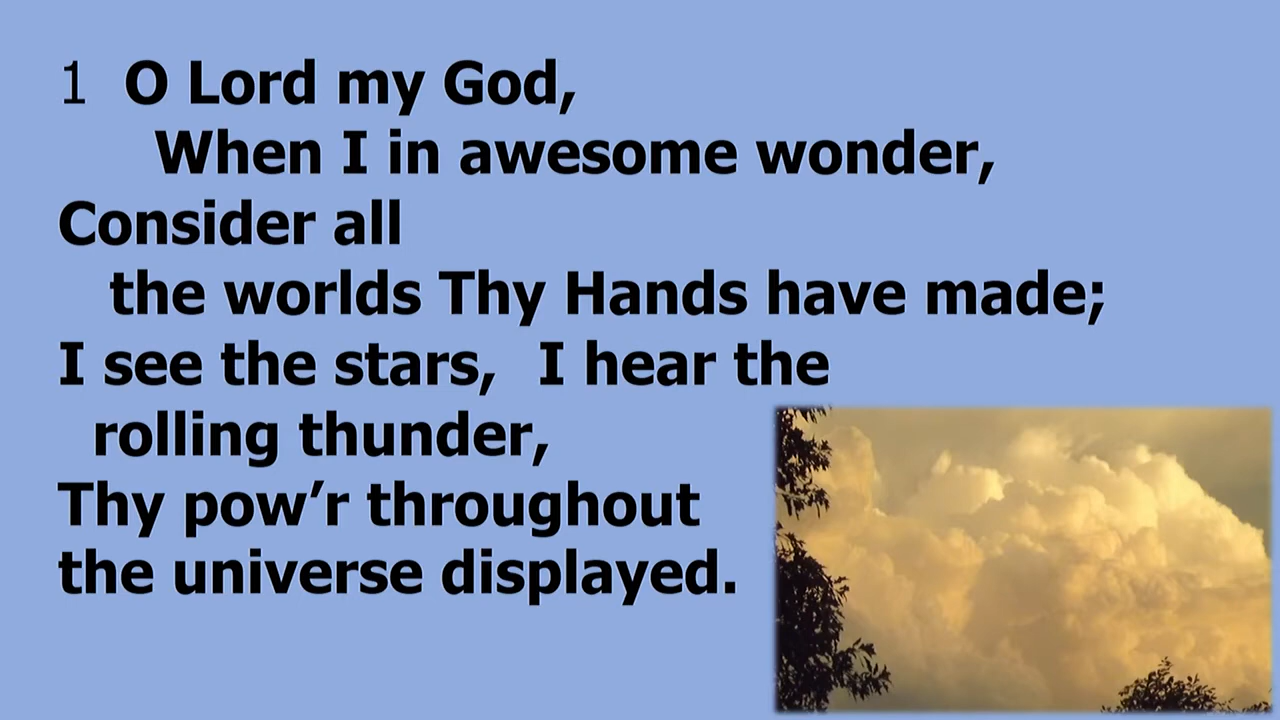 1 O Lord my God,
When I in awesome wonder,
Consider all
the worlds Thy Hands have made;
I see the stars, I hear the
rolling thunder,
Thy pow’r throughout
the universe displayed.